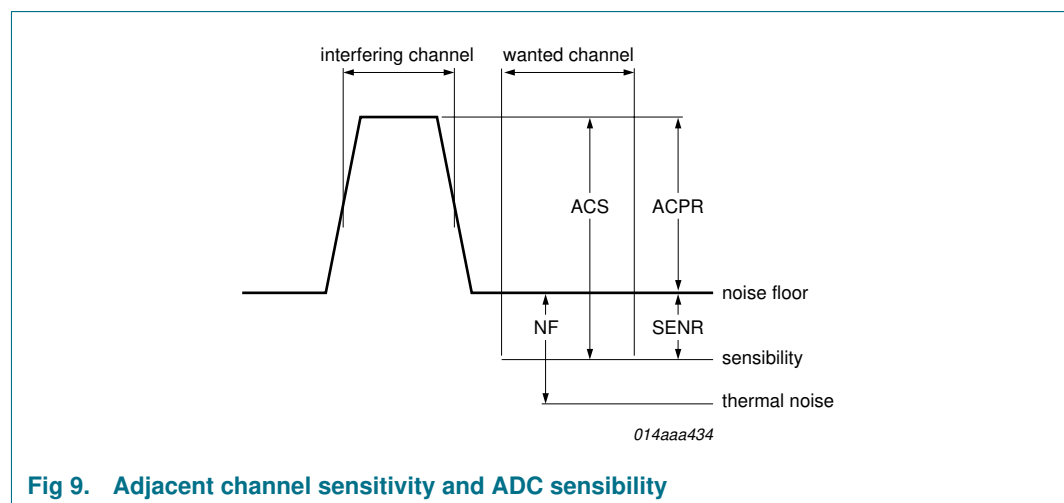 interfering channel
wanted channel
ACS
ACPR
noise floor
NF
SENR
sensibility
thermal noise
014aaa434
Fig 9. Adjacent channel sensitivity and ADC sensibility